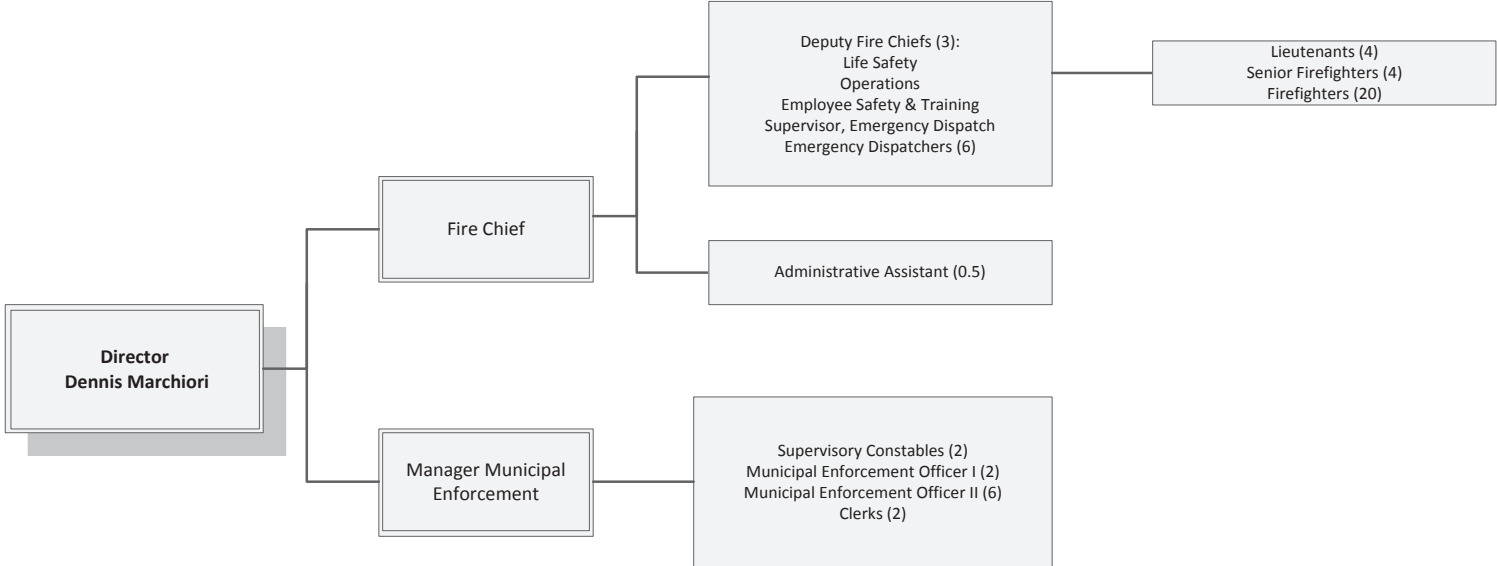 Deputy Fire Chiefs (3):
Life Safety
Operations
Employee Safety & Training
Supervisor, Emergency Dispatch
Emergency Dispatchers (6)
Lieutenants (4)
Senior Firefighters (4)
Firefighters (20)
Fire Chief
Administrative Assistant (0.5)
Director
Dennis Marchiori
Manager Municipal
Enforcement
Supervisory Constables (2)
Municipal Enforcement Officer I (2)
Municipal Enforcement Officer II (6)
Clerks (2)